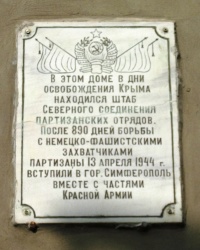 В этом доме в дни
освобождения Крыма
находился штаб
Северного соединения
партизанских отрядов.
После 890 дней борьбы
с немецко-фашистскими
захватчиками
партизаны 13 апреля 1944 г.
вступили в гор. Симферополь
вместе с частями
Красной Армии